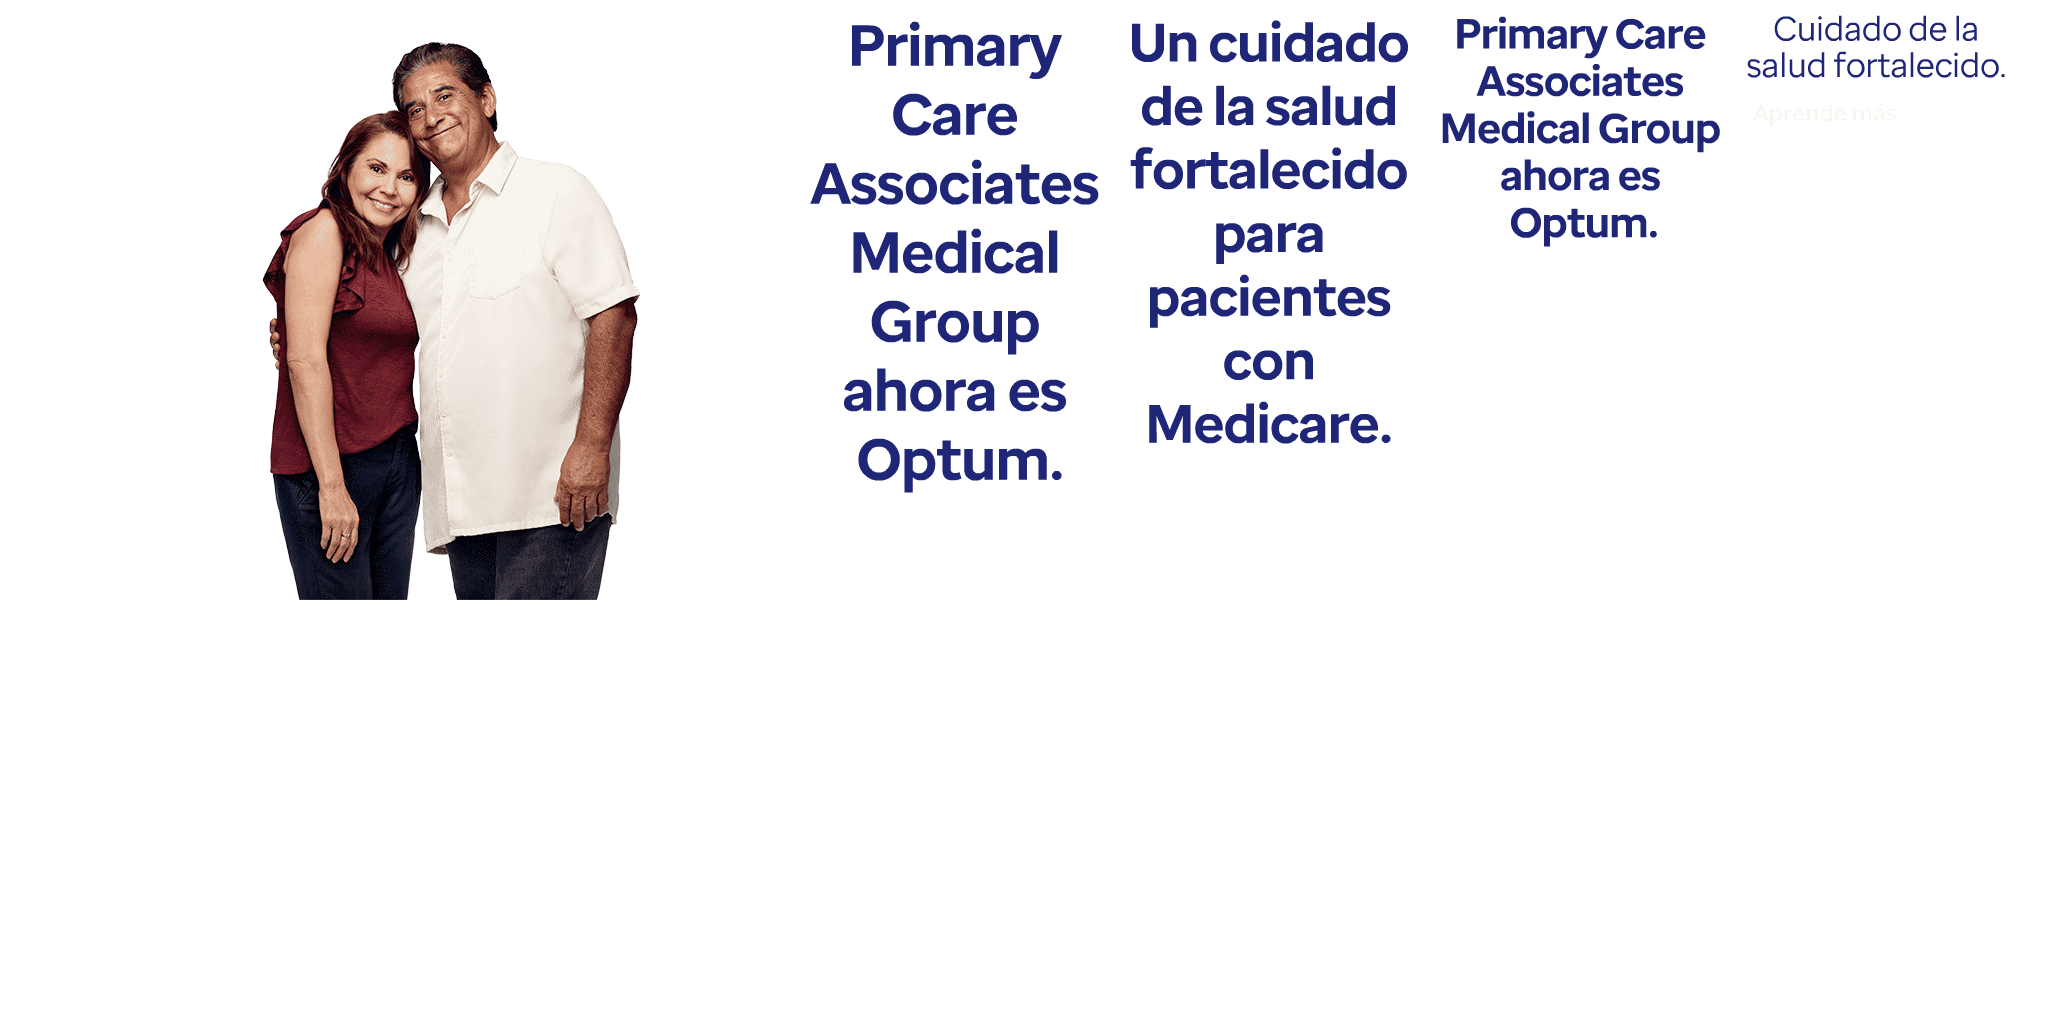 Primary
Care
Associates
Medical
Group
ahora es
Optum.
Un cuidado
de la salud
fortalecido
para
pacientes
con
Medicare.
Primary Care
Associates
Medical Group
ahora es
Optum.
Cuidado de la
salud fortalecido.
Aprende más